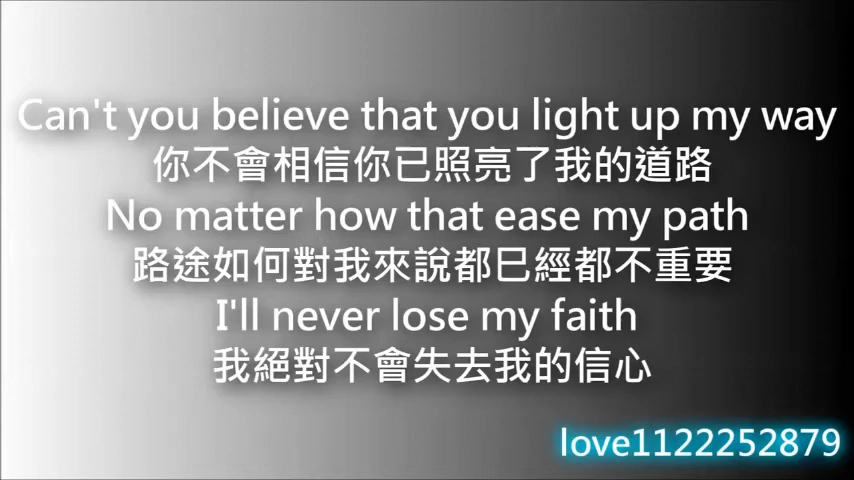 Can't you believe that you light up my way
你不會相信你已照亮了我的道路
No matter how that ease my path
路途如何對我來說都巳經都不重要
I'll never lose my faith
我絕對不會失去我的信心
love1122252879